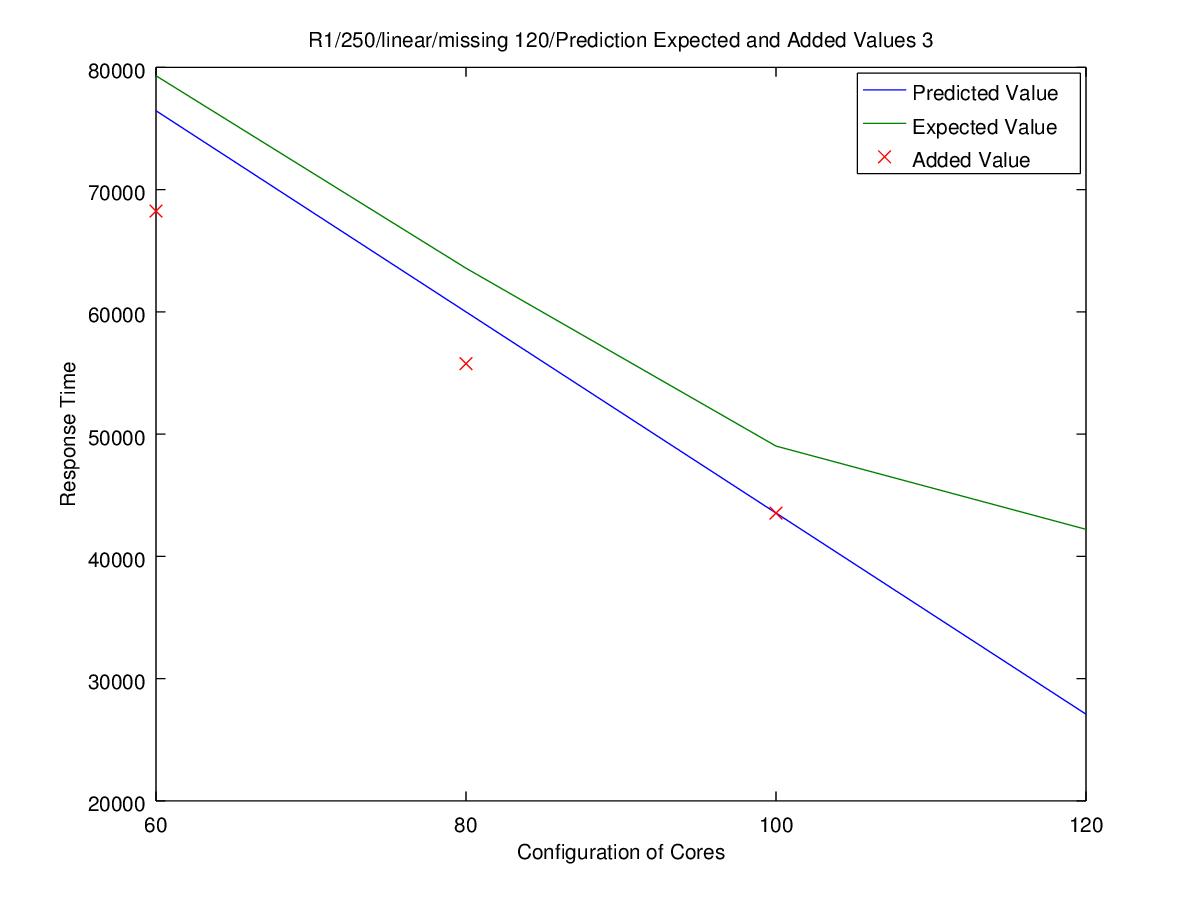 R1/250/linear/missing 120/Prediction Expected and Added Values 3
80000
70000
60000
50000
40000
30000
20000
Response Time
Predicted Value
Expected Value
Added Value
60
80
100
120
Configuration of Cores